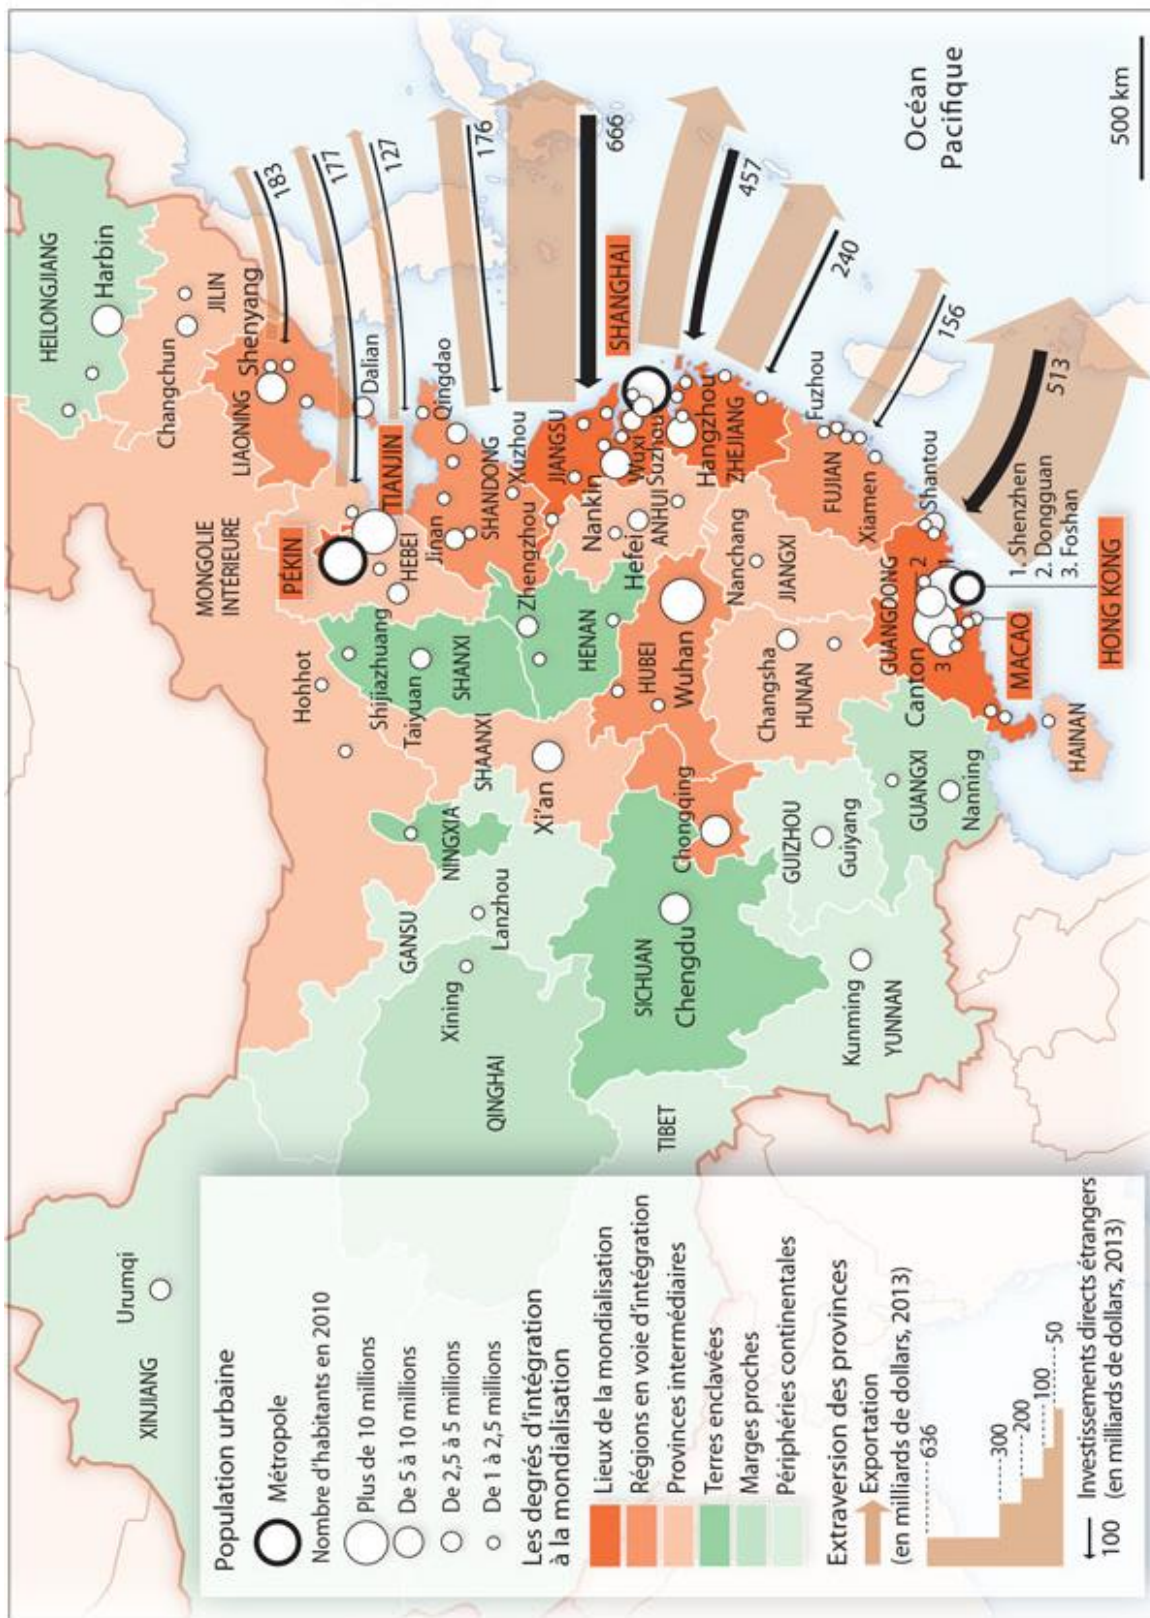 Population urbaine
Métropole
Nombre d'habitants en 2010
Plus de 10 millions
De 5 à 10 millions
De 2,5 à 5 millions
De 1 à 2,5 millions
Les degrés d'intégration
à la mondialisation
Lieux de la mondialisation
Régions en voie d'intégration
Provinces intermédiaires
Terres enclavées
Marges proches
Périphéries continentales
Extraversion des provinces
Exportation
(en milliards de dollars, 2013)
636
300
200
100
50
100
Investissements directs étrangers
(en milliards de dollars, 2013)
XINJIANG
Urumqi
QINGHAI
Xining
TIBET
GANSU
Lanzhou
NINGXIA
SICHUAN
Chengdu
Kunming
YUNNAN
GUIZHOU
Guiyang
GUANGXI
Nanning
HAINAN
Chongqing
Xi'an
SHAANXI
MONGOLIE
INTÉRIEURE
Hohhot
Shijiazhuang
Taiyuan
SHANXI
PÉKIN
HEBEI
TIANJIN
Jinan
SHANDONG
Qingdao
Zhengzhou
HENAN
Xuzhou
JIANGSU
Nankin
Wuxi
Suzhou
SHANGHAI
Hefei
ANHUI
HUBEI
Wuhan
Hangzhou
ZHEJIANG
Nanchang
JIANGXI
Changsha
HUNAN
FUJIAN
Fuzhou
Xiamen
GUANGDONG
Canton
Shantou
1
2
3
MACAO
HONG KONG
1. Shenzhen
2. Dongguan
3. Foshan
HEILONGJIANG
Harbin
Changchun
JILIN
LIAONING
Shenyang
Dalian
183
177
127
176
666
457
240
156
513
Océan
Pacifique
500 km